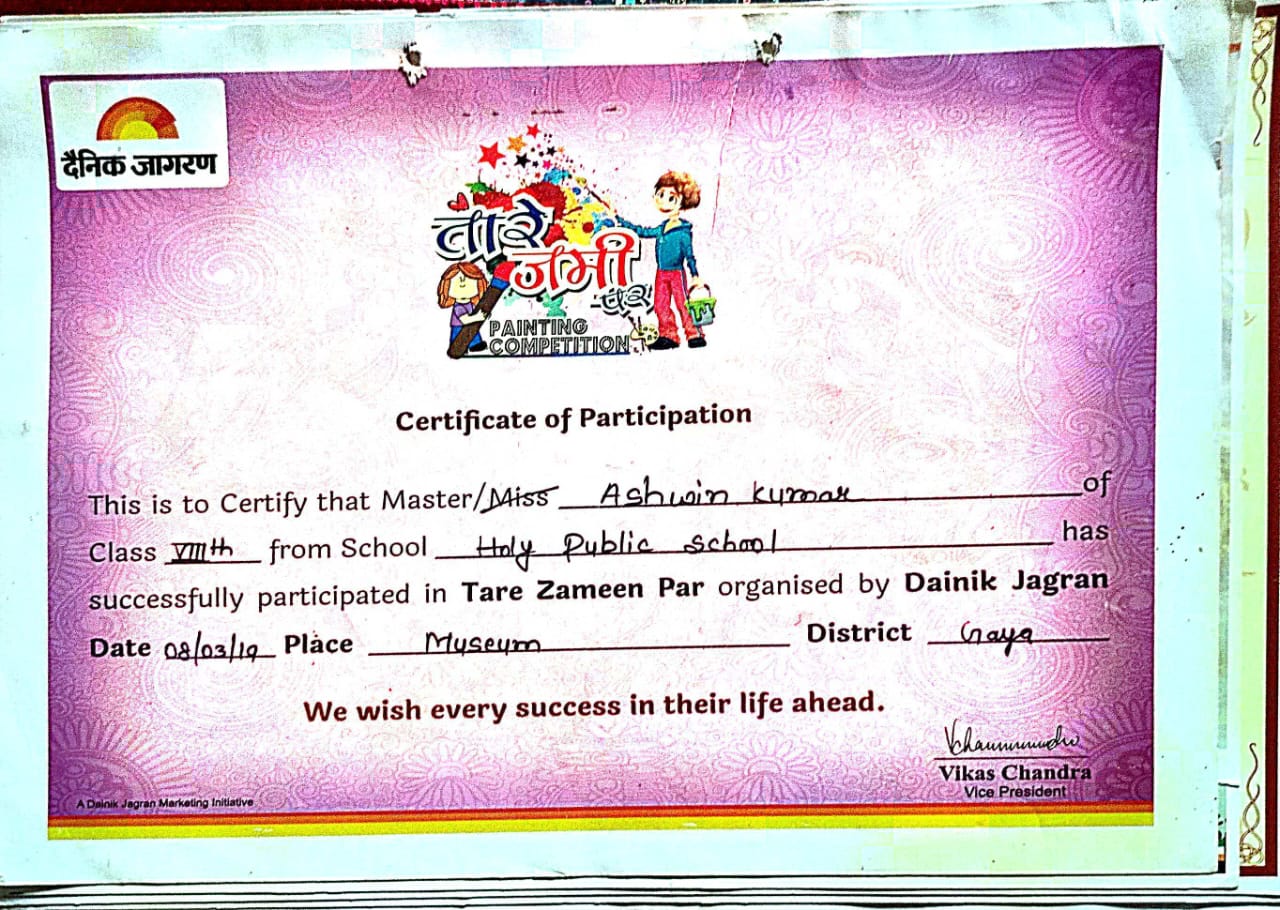 दैनिक जागरण
तारे
जमीं
पर
PAINTING
COMPETITION
Certificate of Participation
This is to Certify that Master/Miss Ashwin Kumar of
Class VIIIth from School Holy Public School has
successfully participated in Tare Zameen Par organised by Dainik Jagran
Date 08/03/19 Place Museum District Gaya
We wish every success in their life ahead.
Vikas Chandra
Vice President
A Dainik Jagran Marketing Initiative